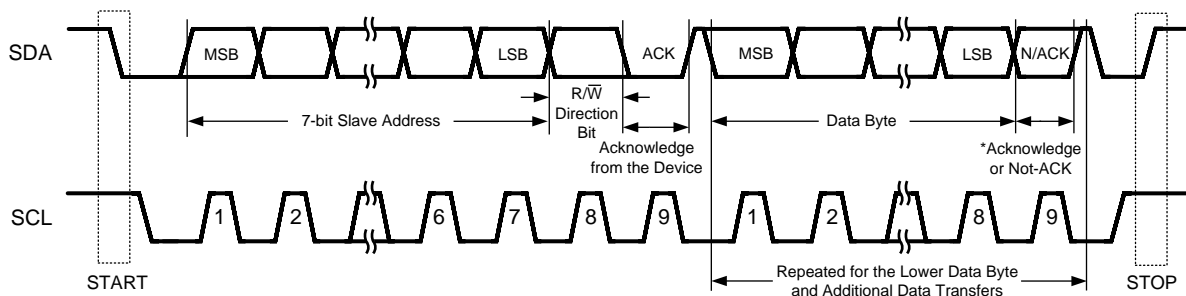 SDA
MSB
LSB
ACK
MSB
LSB
N/ACK
R/W̅
Direction
Bit
7-bit Slave Address
Data Byte
Acknowledge
from the Device
*Acknowledge
or Not-ACK
SCL
1
2
6
7
8
9
1
2
8
9
START
Repeated for the Lower Data Byte
and Additional Data Transfers
STOP